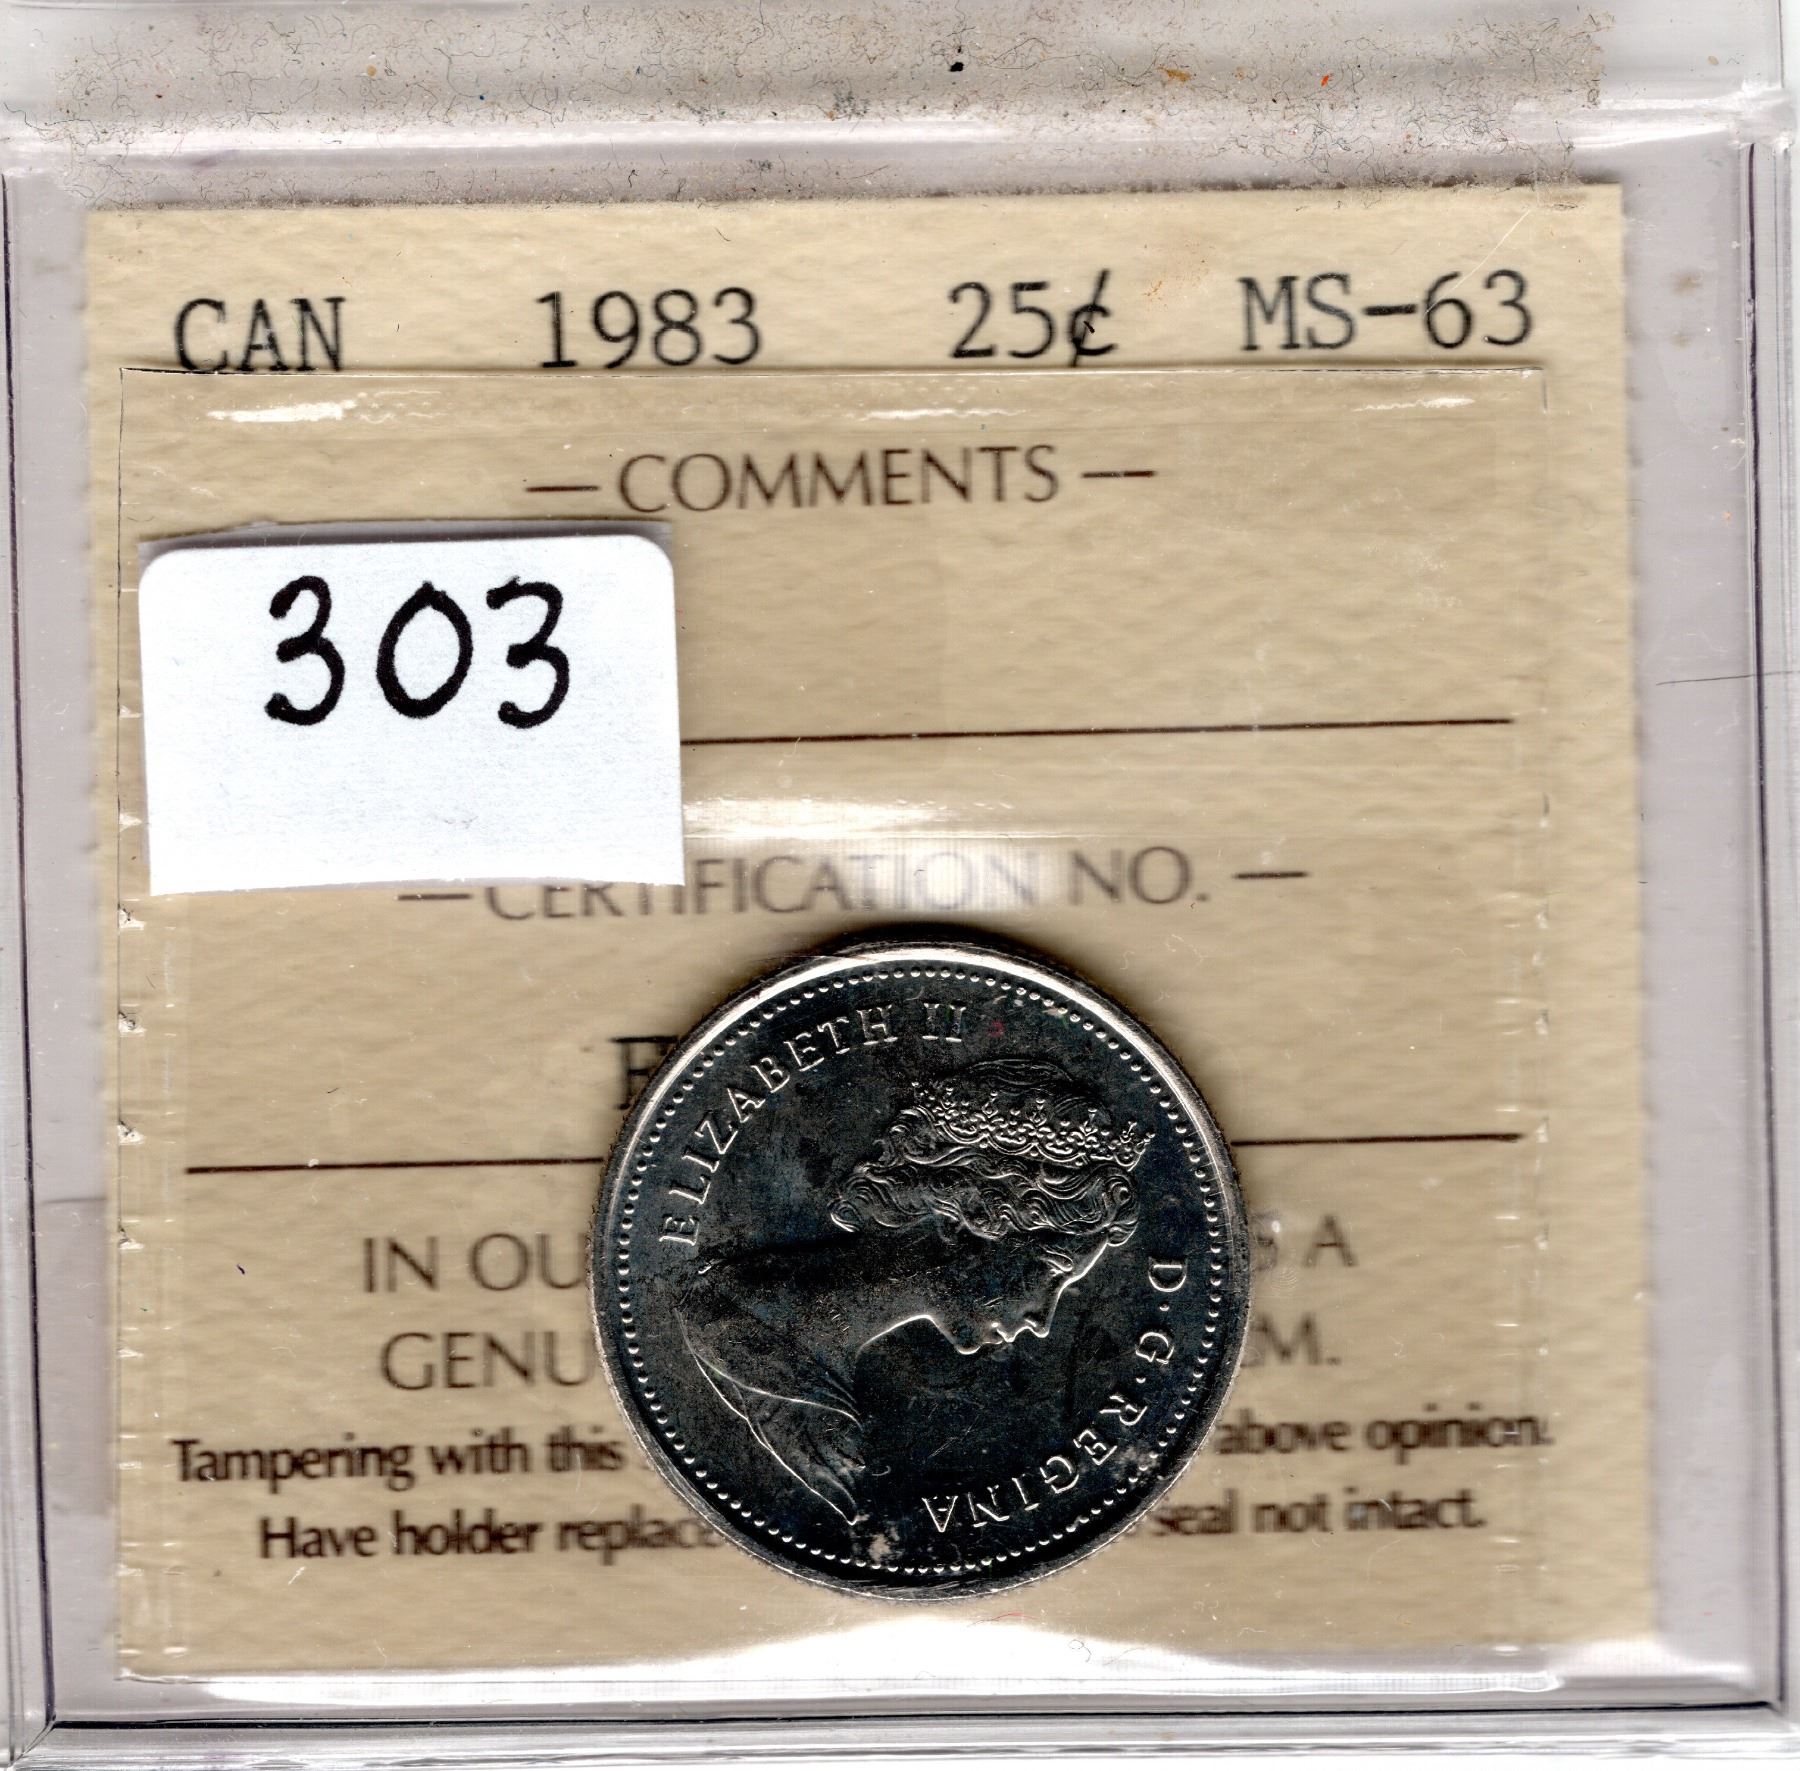 CAN 1983 25¢ MS-63
— COMMENTS —
303
— CERTIFICATION NO. —
ELIZABETH II D·G·REGINA
IN OU S A
GENU M.
Tampering with this above opinion.
Have holder replace seal not intact.